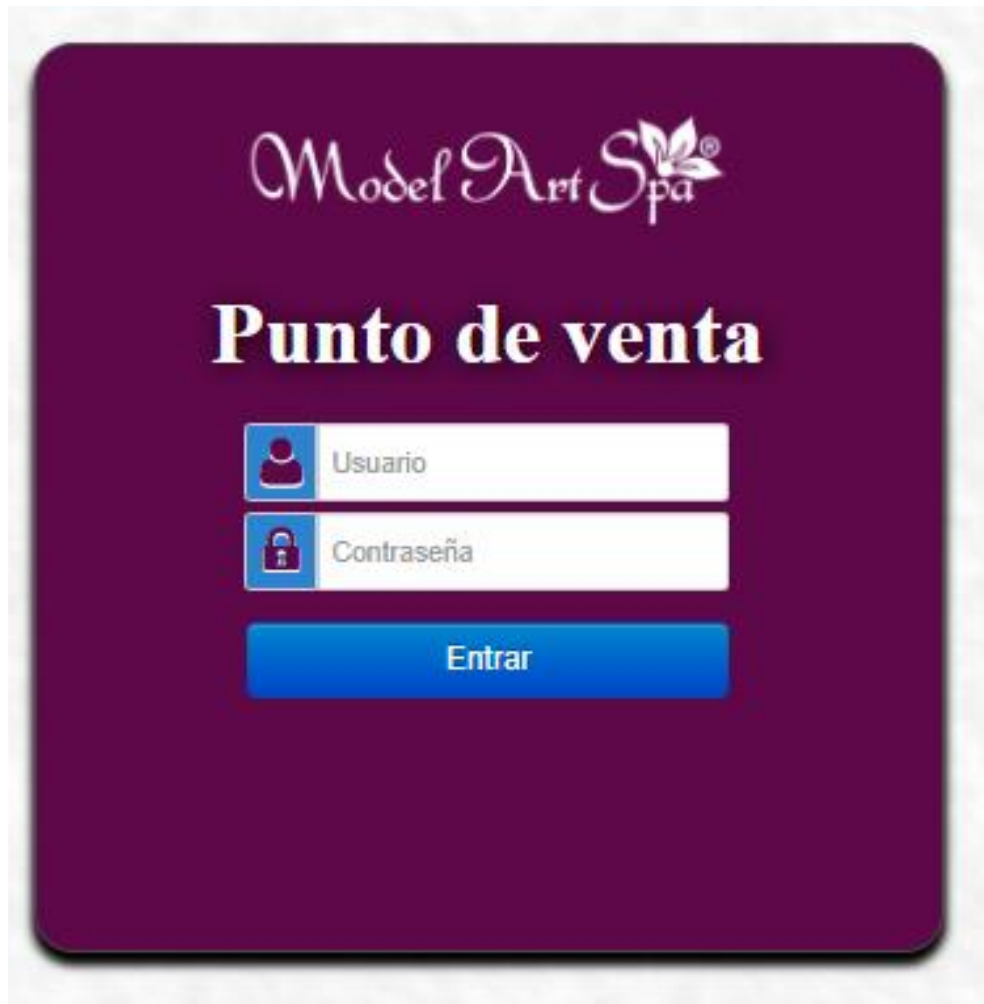 Model Art Spa®
Punto de venta
Usuario
Contraseña
Entrar